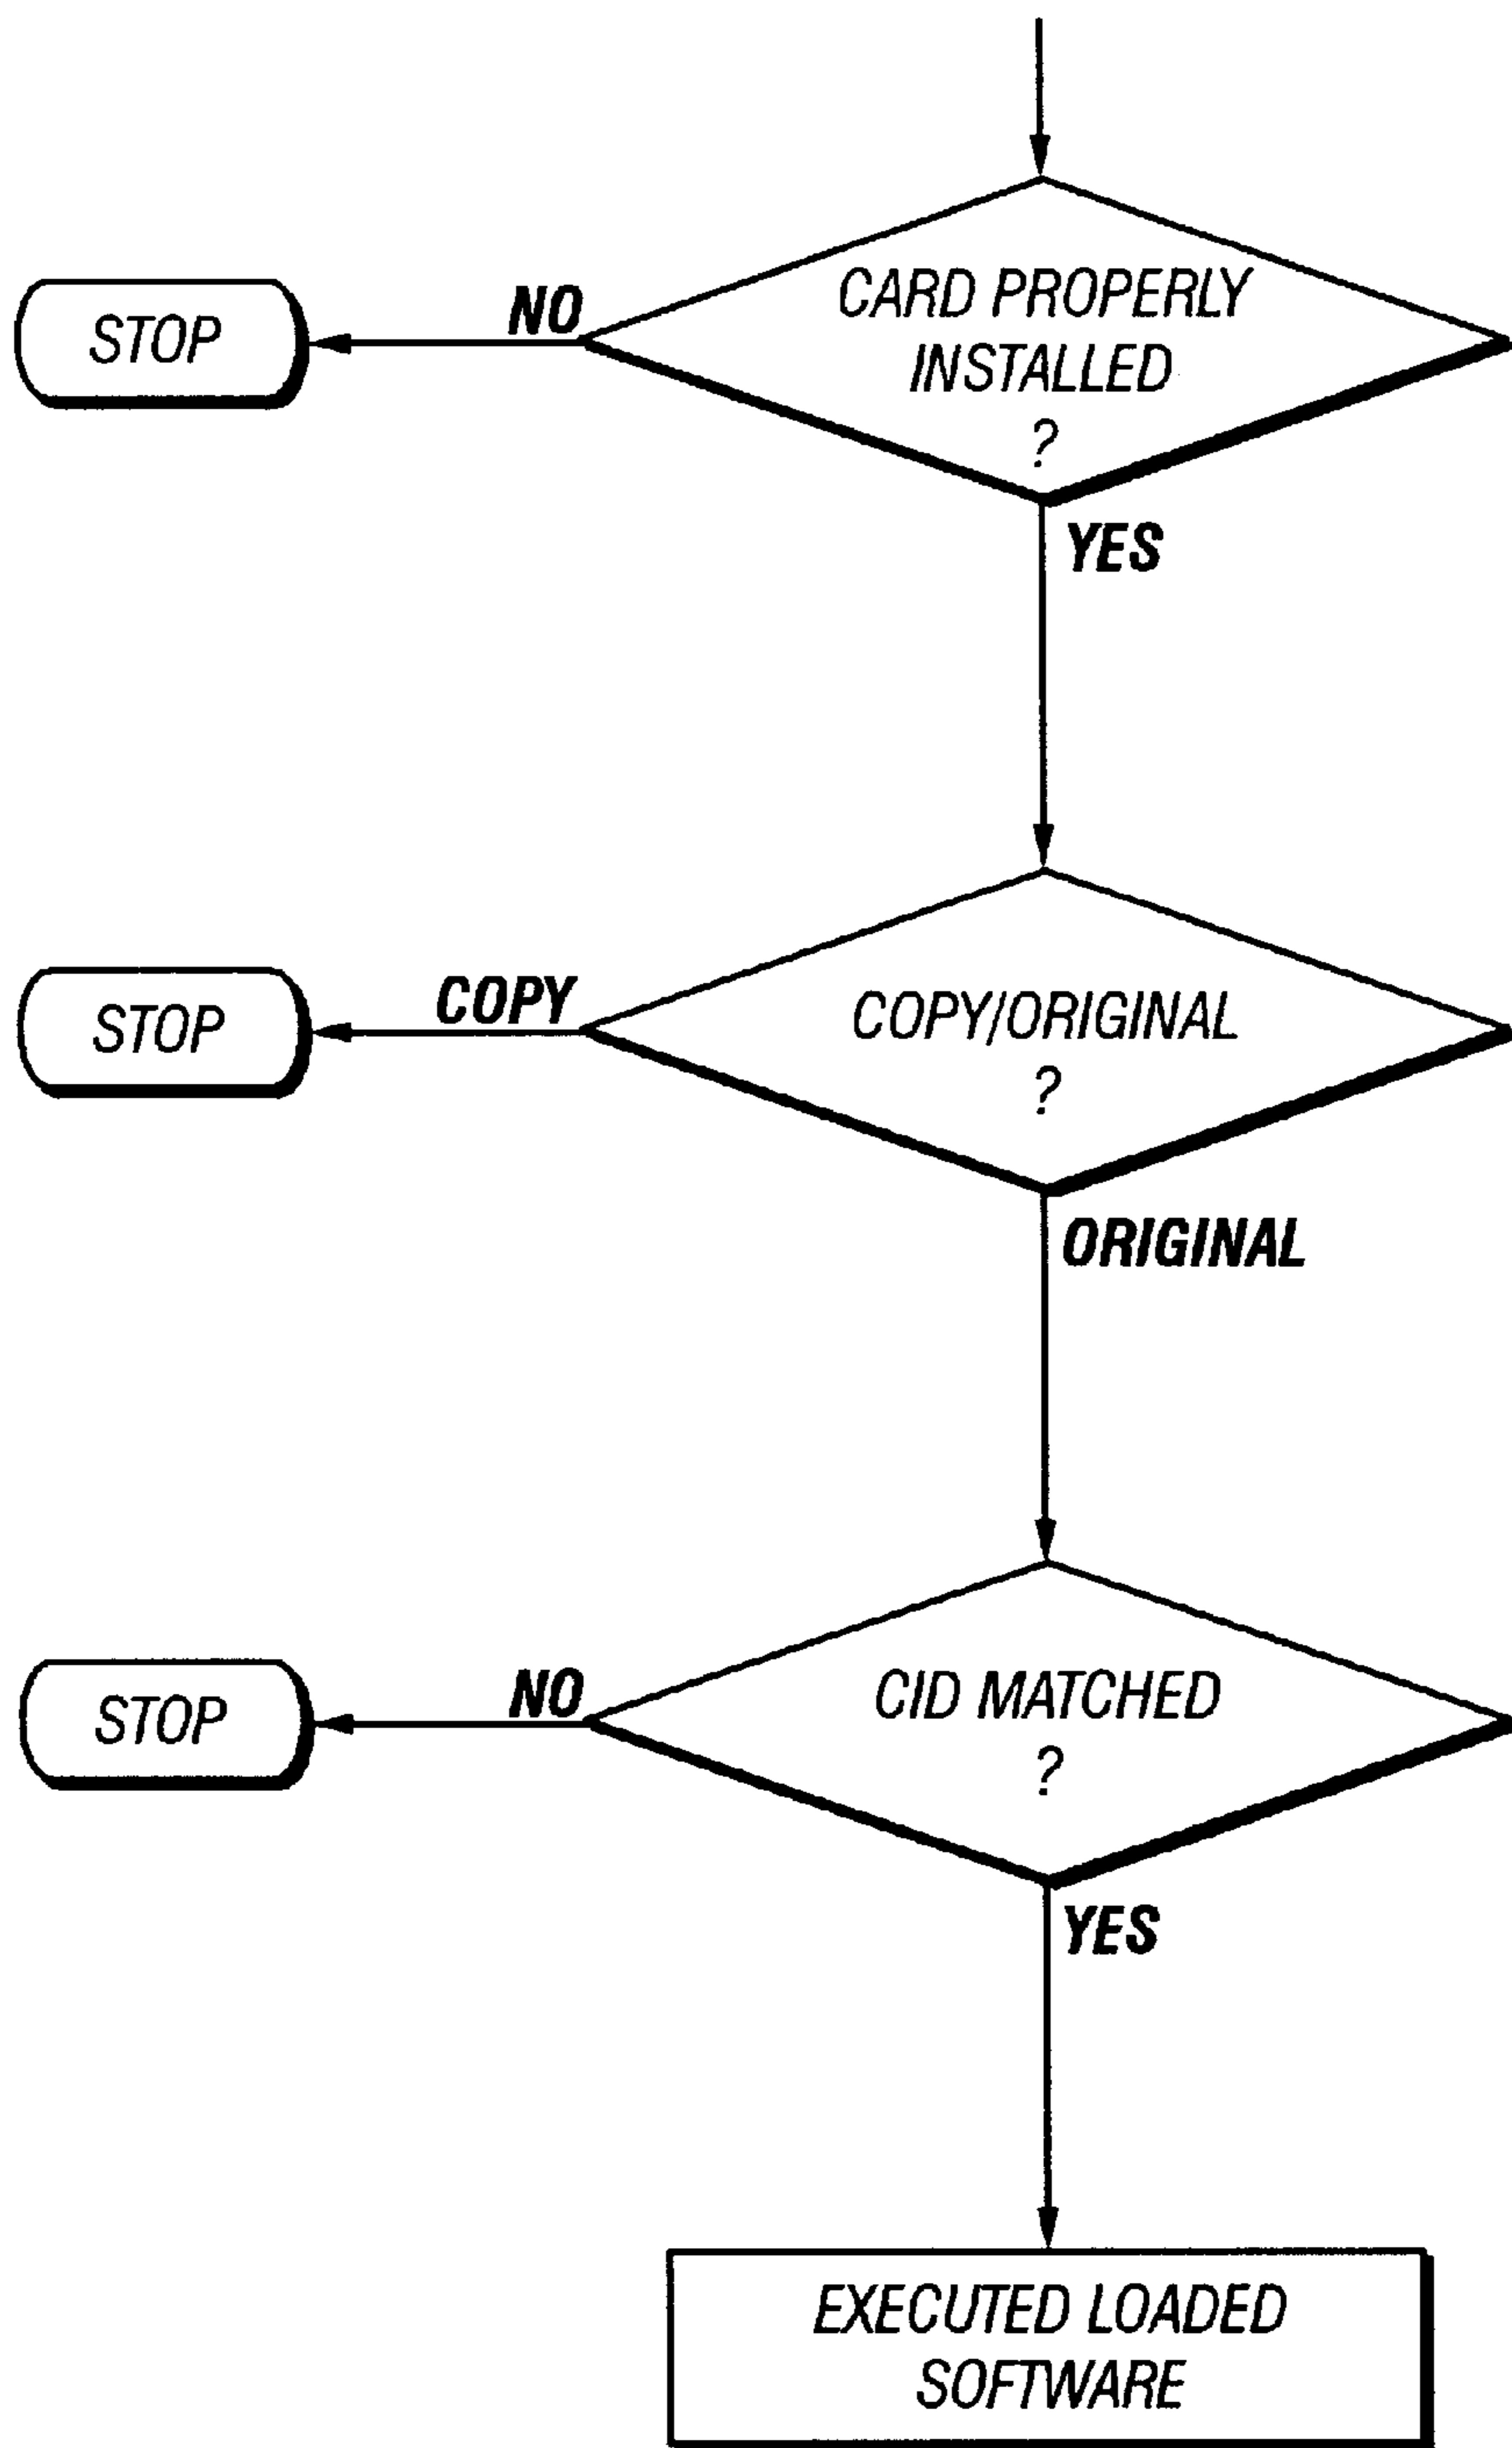 CARD PROPERLY
INSTALLED
?
NO
STOP
YES
COPY/ORIGINAL
?
COPY
STOP
ORIGINAL
CID MATCHED
?
NO
STOP
YES
EXECUTED LOADED
SOFTWARE